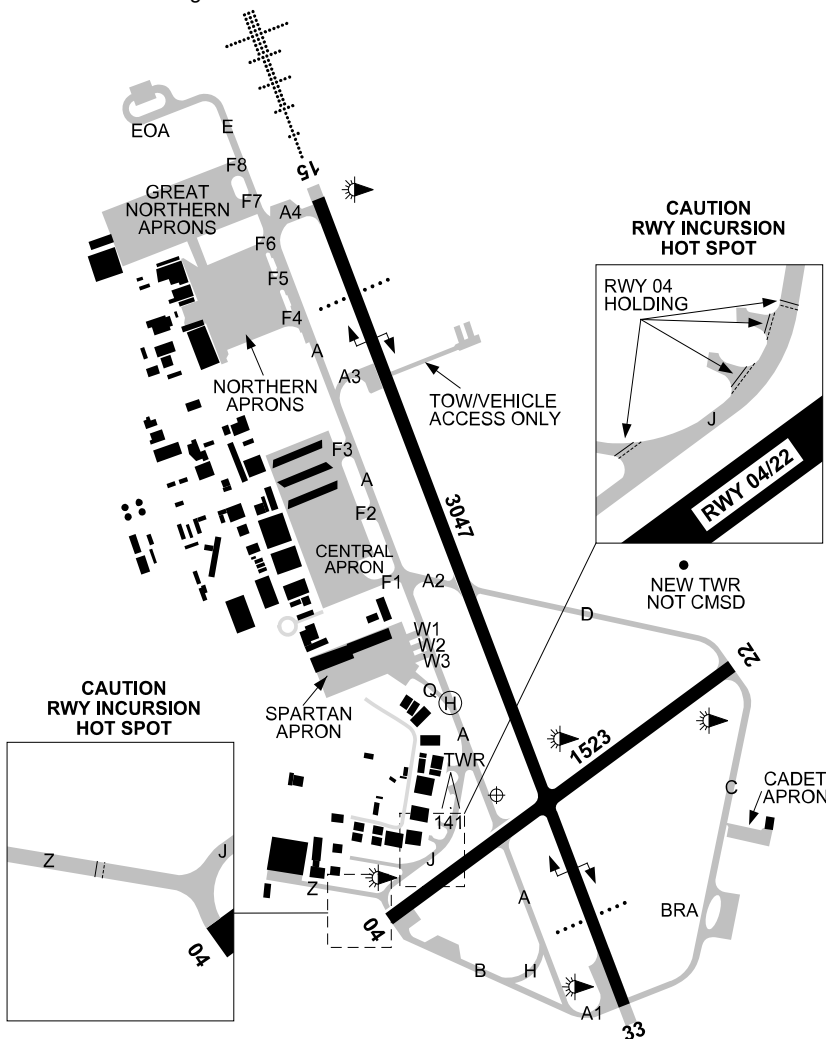 15
EOA
E
F8
GREAT
NORTHERN
APRONS
F7
A4
F6
F5
F4
A
A3
NORTHERN
APRONS
TOW/VEHICLE
ACCESS ONLY
CAUTION
RWY INCURSION
HOT SPOT
RWY 04
HOLDING
J
RWY 04/22
F3
A
F2
3047
CENTRAL
APRON
F1
A2
NEW TWR
NOT CMSD
D
W1
W2
W3
22
Q
H
SPARTAN
APRON
A
TWR
1523
141
J
C
CADET
APRON
CAUTION
RWY INCURSION
HOT SPOT
Z
J
04
Z
04
A
BRA
B
H
A1
33